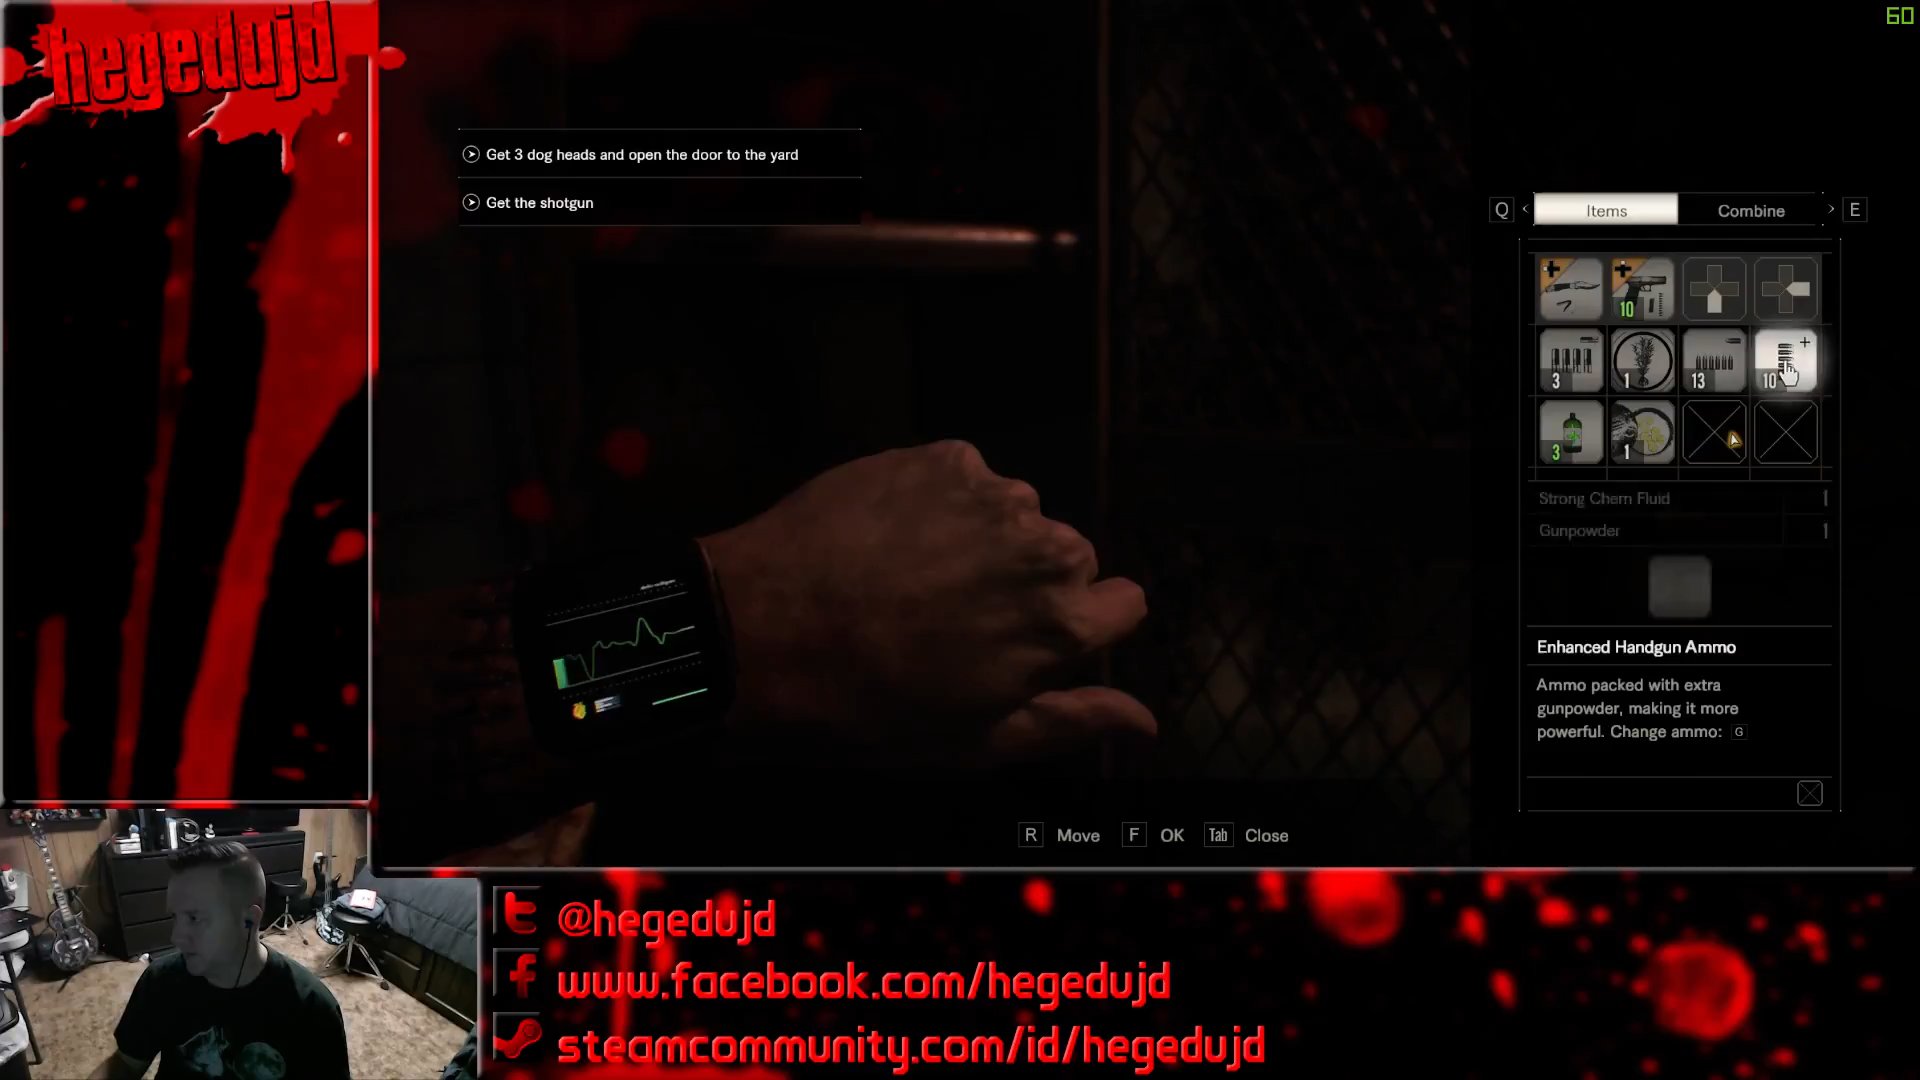 hegedujd
60
Get 3 dog heads and open the door to the yard
Get the shotgun
Q Items Combine E
10
3 1 13 10
3 1
Strong Chem Fluid 1
Gunpowder 1
Enhanced Handgun Ammo
Ammo packed with extra
gunpowder, making it more
powerful. Change ammo: G
R Move F OK Tab Close
@hegedujd
www.facebook.com/hegedujd
steamcommunity.com/id/hegedujd